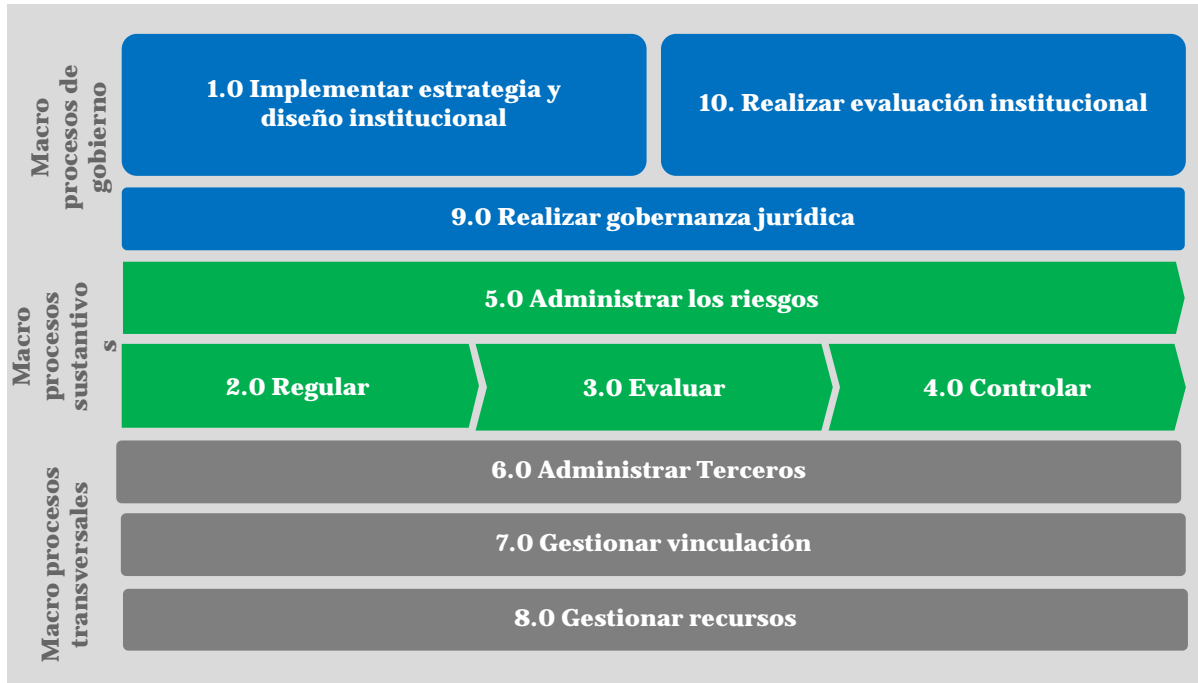 Macro
procesos de
gobierno
1.0 Implementar estrategia y
diseño institucional
10. Realizar evaluación institucional
9.0 Realizar gobernanza jurídica
Macro
procesos
sustantivo
s
5.0 Administrar los riesgos
2.0 Regular
3.0 Evaluar
4.0 Controlar
Macro procesos
transversales
6.0 Administrar Terceros
7.0 Gestionar vinculación
8.0 Gestionar recursos